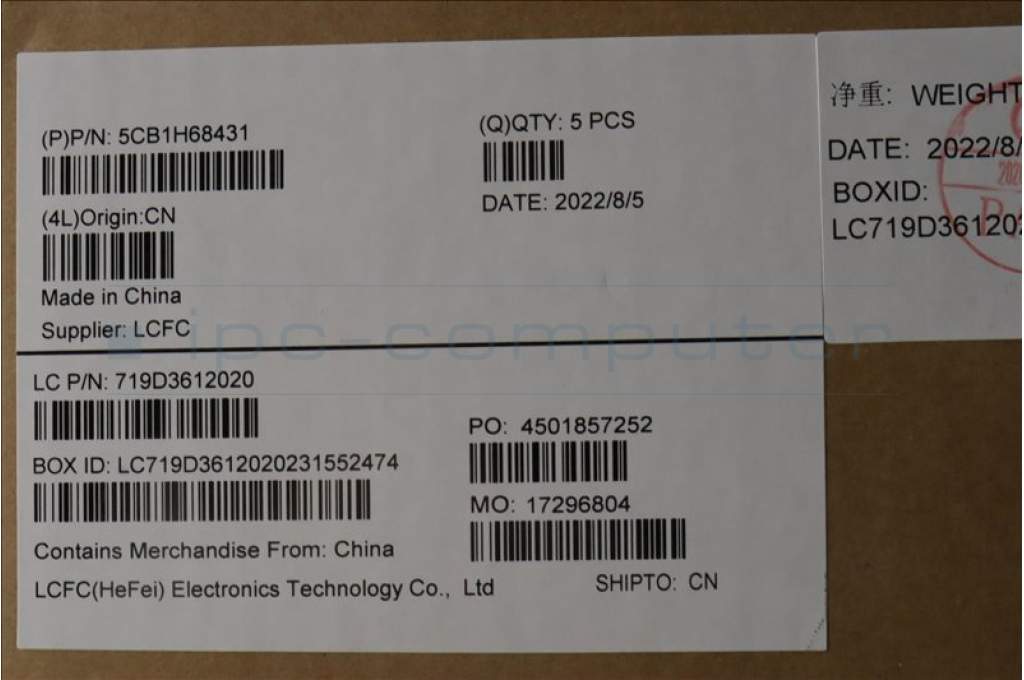 (P)P/N: 5CB1H68431
(Q)QTY: 5 PCS
DATE: 2022/8/5
(4L)Origin:CN
Made in China
Supplier: LCFC
LC P/N: 719D3612020
BOX ID: LC719D3612020231552474
PO: 4501857252
MO: 17296804
Contains Merchandise From: China
LCFC(HeFei) Electronics Technology Co., Ltd
SHIPTO: CN
净重: WEIGHT
DATE: 2022/8/
BOXID:
LC719D361202
ipc-computer